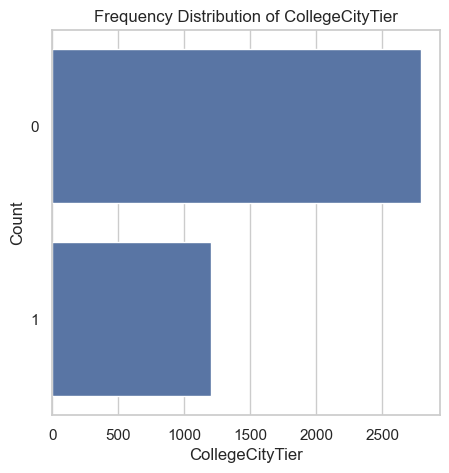 Frequency Distribution of CollegeCityTier
0
Count
1
0 500 1000 1500 2000 2500
CollegeCityTier